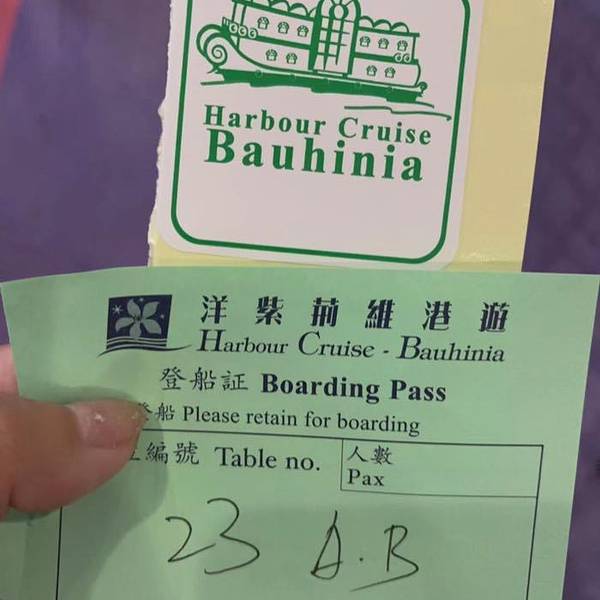 Harbour Cruise
Bauhinia
洋紫荊維港遊
Harbour Cruise - Bauhinia
登船証 Boarding Pass
登船 Please retain for boarding
編號 Table no.
人數
Pax
23 A.B